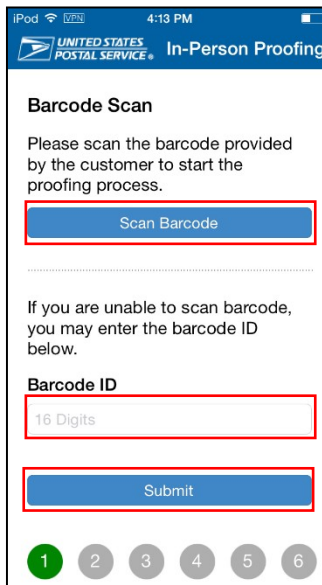 iPod VPN 4:13 PM
UNITED STATES POSTAL SERVICE® In-Person Proofing
Barcode Scan
Please scan the barcode provided
by the customer to start the
proofing process.
Scan Barcode
If you are unable to scan barcode,
you may enter the barcode ID
below.
Barcode ID
16 Digits
Submit
1 2 3 4 5 6